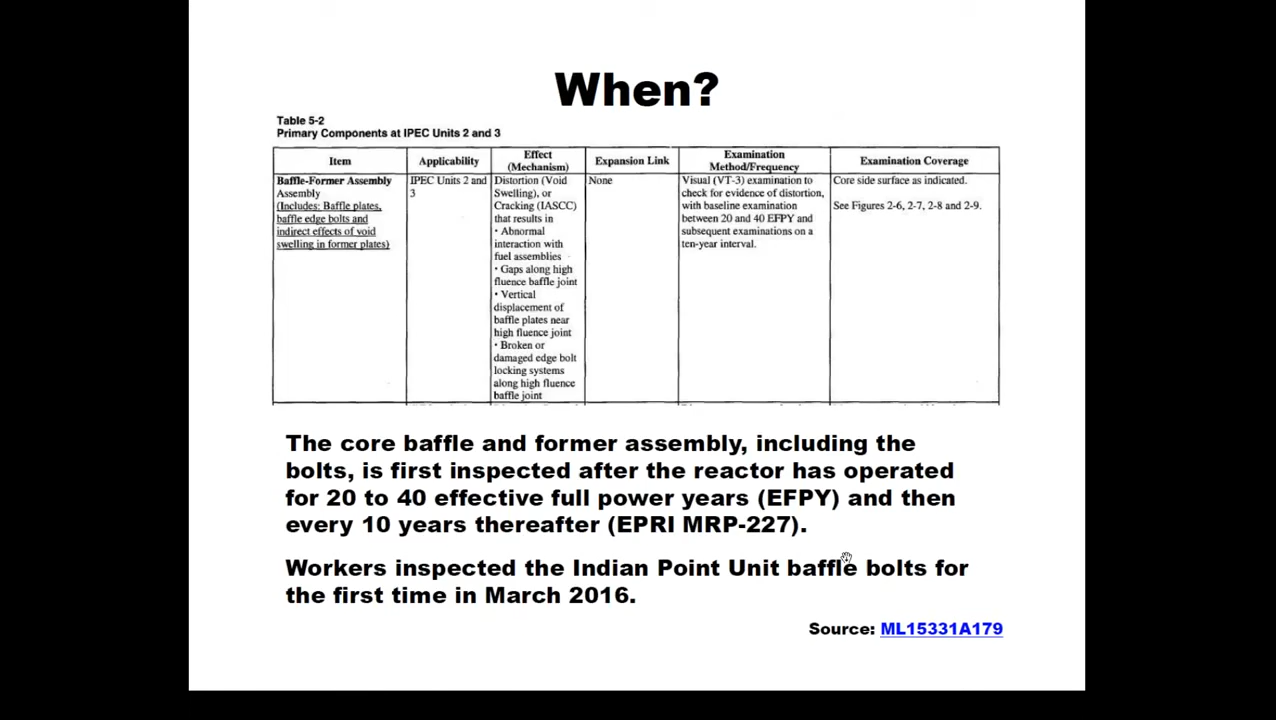 When?
Table 5-2
Primary Components at IPEC Units 2 and 3
Item
Applicability
Effect
(Mechanism)
Expansion Link
Examination
Method/Frequency
Examination Coverage
Baffle-Former Assembly
Assembly
(Includes: Baffle plates,
baffle edge bolts and
indirect effects of void
swelling in former plates)
IPEC Units 2 and
3
Distortion (Void
Swelling), or
Cracking (IASCC)
that results in
• Abnormal
interaction with
fuel assemblies
• Gaps along high
fluence baffle joint
• Vertical
displacement of
baffle plates near
high fluence joint
• Broken or
damaged edge bolt
locking systems
along high fluence
baffle joint
None
Visual (VT-3) examination to
check for evidence of distortion,
with baseline examination
between 20 and 40 EFPY and
subsequent examinations on a
ten-year interval.
Core side surface as indicated.
See Figures 2-6, 2-7, 2-8 and 2-9.
The core baffle and former assembly, including the
bolts, is first inspected after the reactor has operated
for 20 to 40 effective full power years (EFPY) and then
every 10 years thereafter (EPRI MRP-227).
Workers inspected the Indian Point Unit baffle bolts for
the first time in March 2016.
Source: ML15331A179